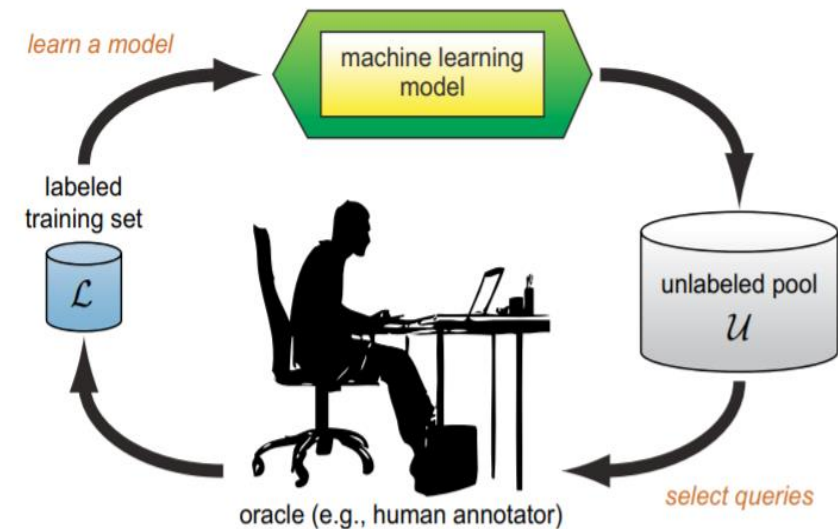 learn a model
machine learning
model
labeled
training set
ℒ
unlabeled pool
𝒰
oracle (e.g., human annotator)
select queries